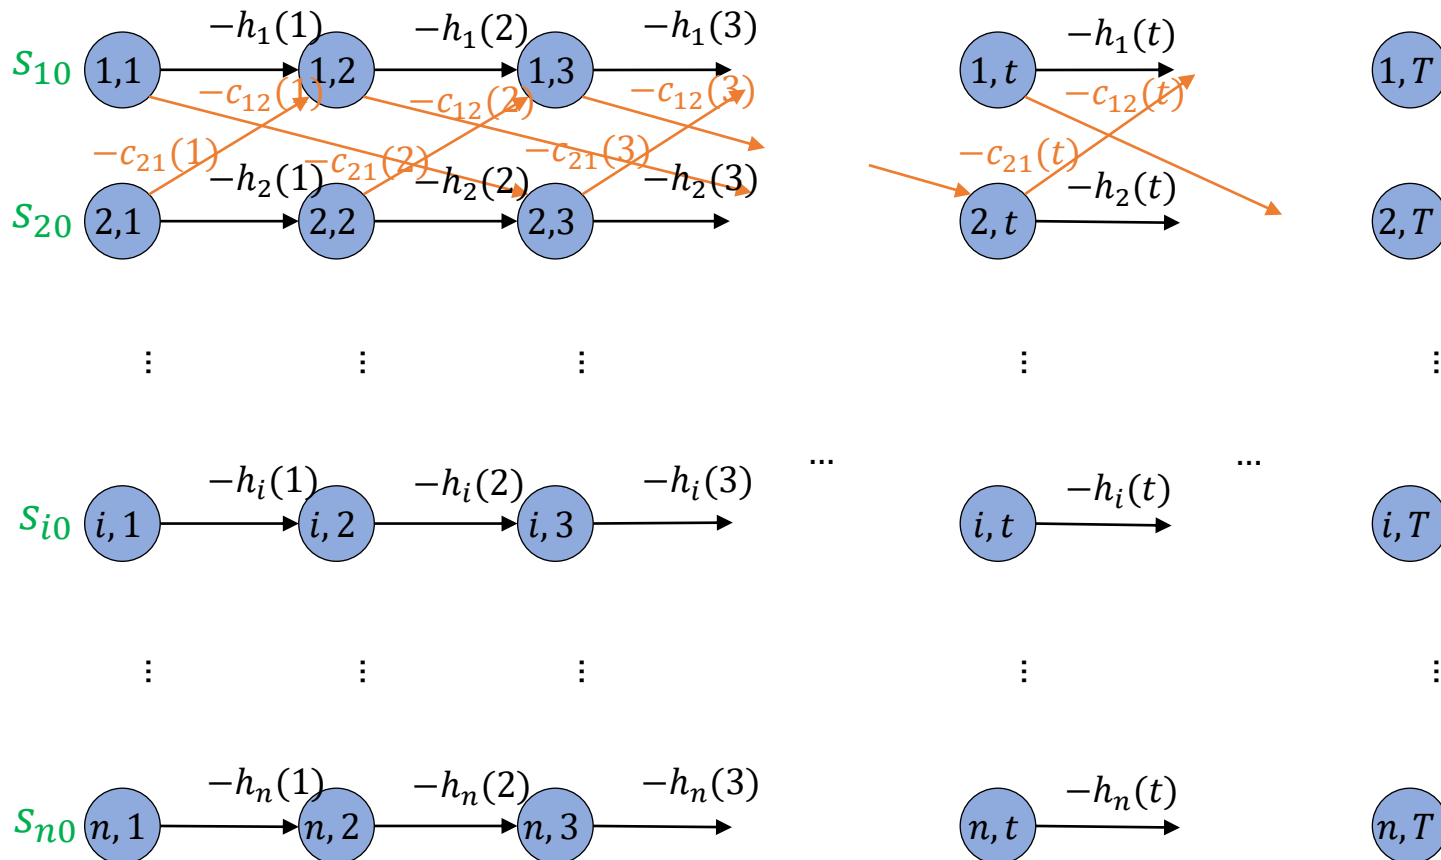 −h₁(1) −h₁(2) −h₁(3) −h₁(t)
s₁₀ 1,1 1,2 1,3 1, t 1, T
−c₁₂(1) −c₁₂(2) −c₁₂(3) −c₁₂(t)
−c₂₁(1) −c₂₁(2) −c₂₁(3) −c₂₁(t)
−h₂(1) −h₂(2) −h₂(3) −h₂(t)
s₂₀ 2,1 2,2 2,3 2, t 2, T
⋮ ⋮ ⋮ ⋮ ⋮
... ...
−hᵢ(1) −hᵢ(2) −hᵢ(3) −hᵢ(t)
sᵢ₀ i, 1 i, 2 i, 3 i, t i, T
⋮ ⋮ ⋮ ⋮ ⋮
−hₙ(1) −hₙ(2) −hₙ(3) −hₙ(t)
sₙ₀ n, 1 n, 2 n, 3 n, t n, T